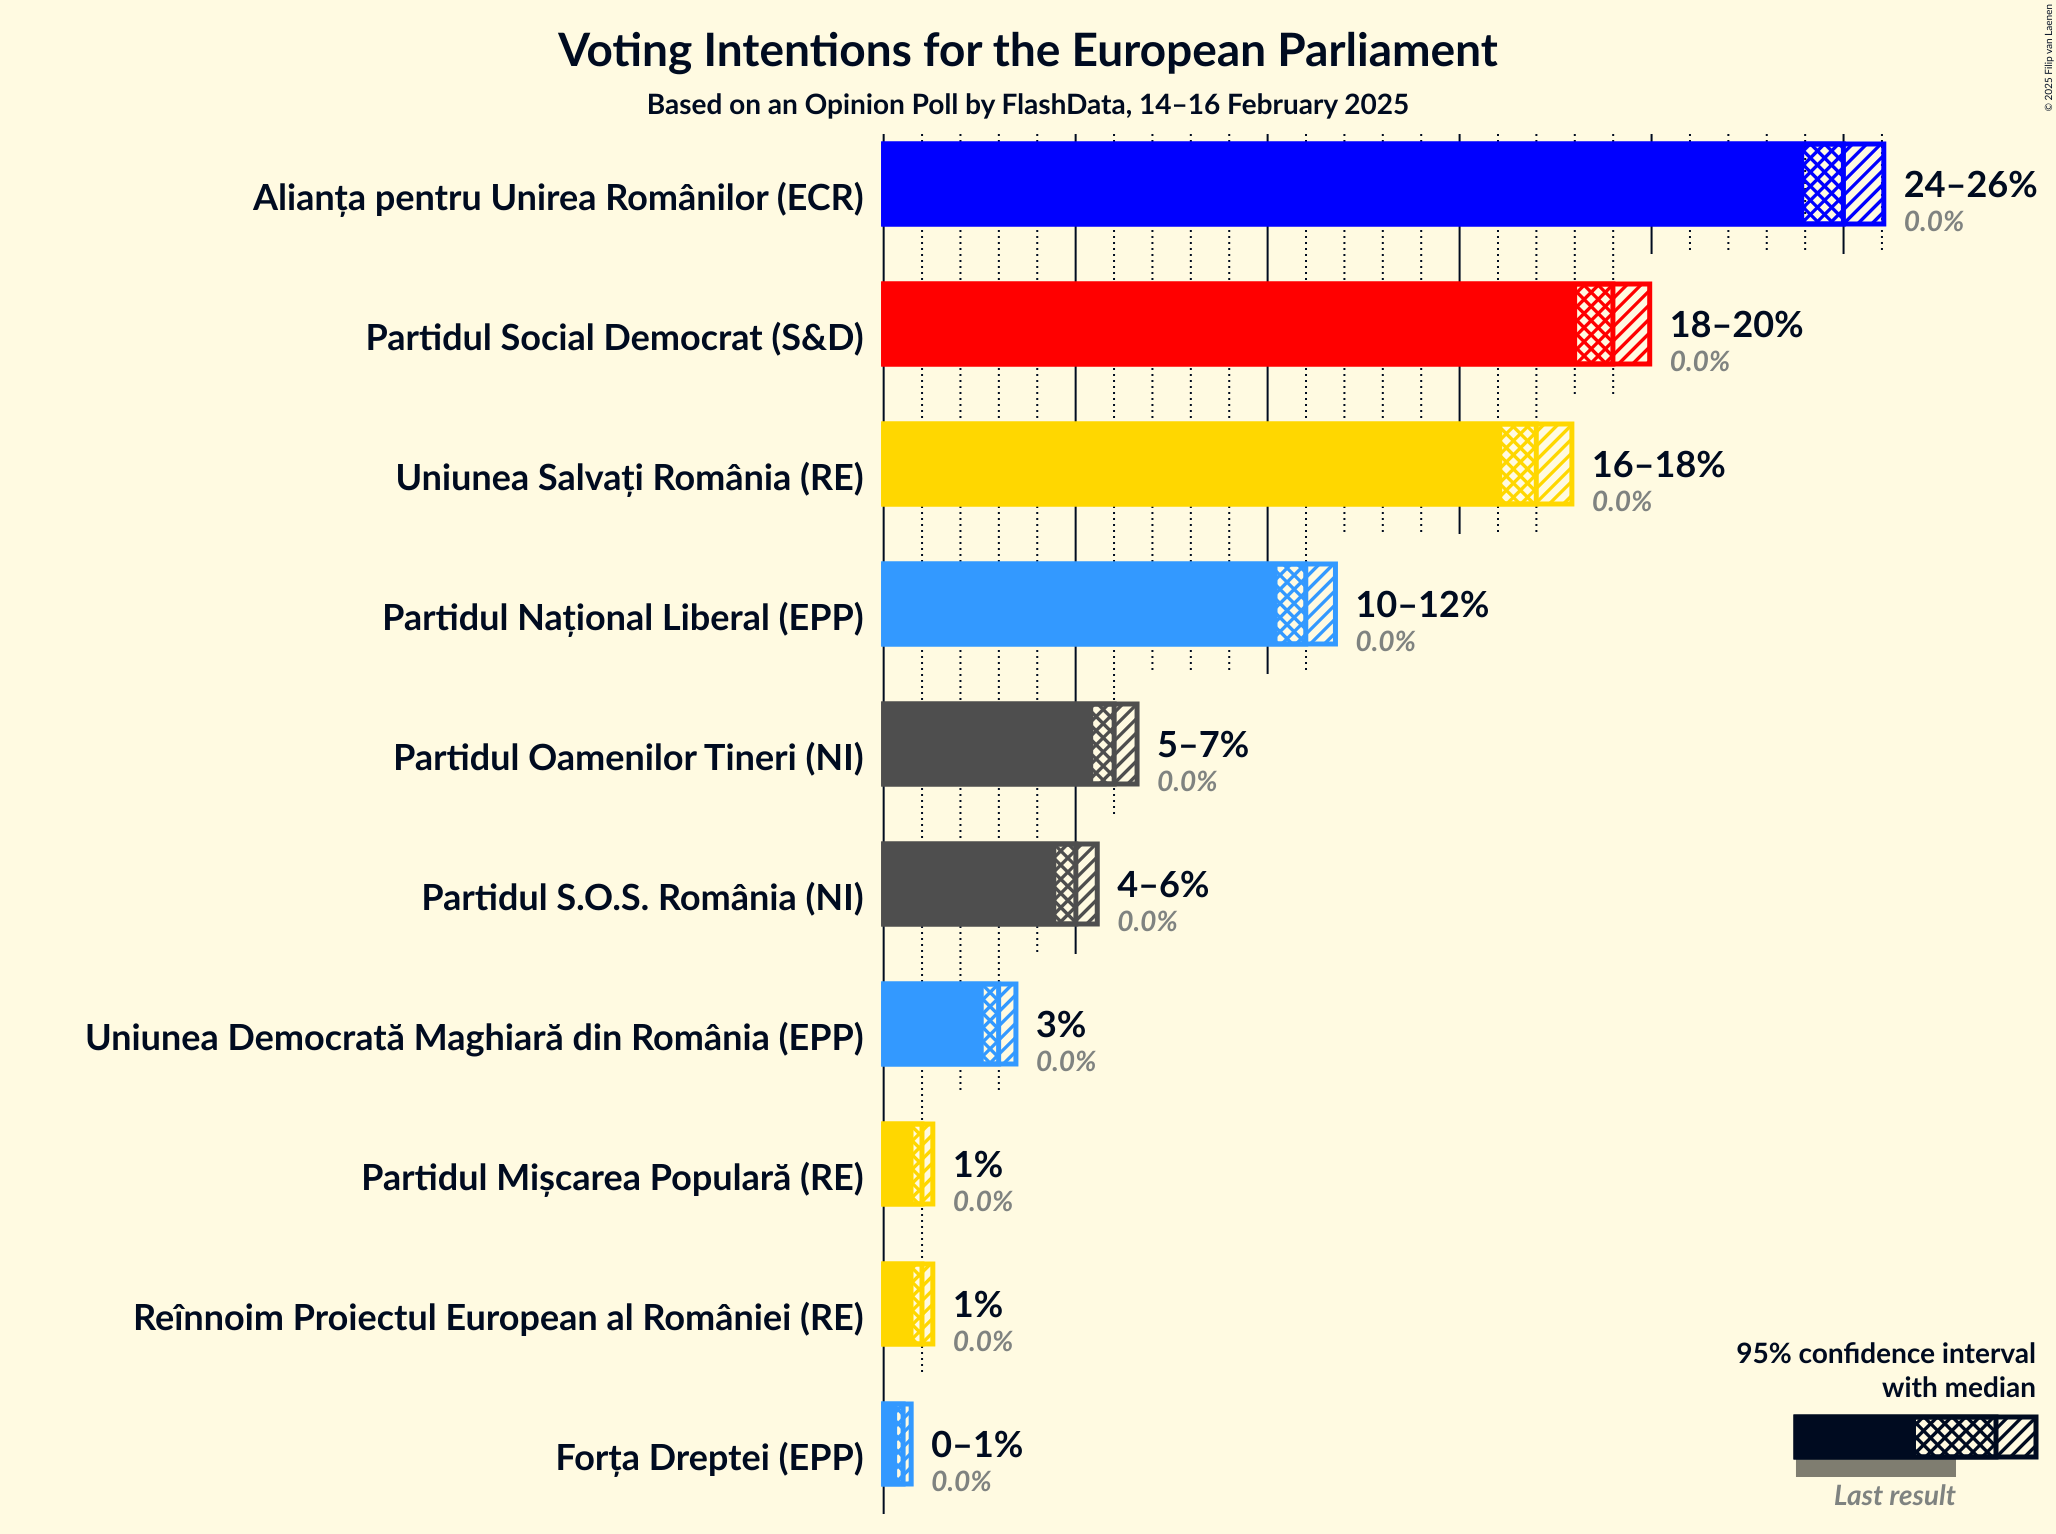 Voting Intentions for the European Parliament
Based on an Opinion Poll by FlashData, 14–16 February 2025
© 2025 Filip van Laenen
Alianța pentru Unirea Românilor (ECR)
24–26%
0.0%
Partidul Social Democrat (S&D)
18–20%
0.0%
Uniunea Salvați România (RE)
16–18%
0.0%
Partidul Național Liberal (EPP)
10–12%
0.0%
Partidul Oamenilor Tineri (NI)
5–7%
0.0%
Partidul S.O.S. România (NI)
4–6%
0.0%
Uniunea Democrată Maghiară din România (EPP)
3%
0.0%
Partidul Mișcarea Populară (RE)
1%
0.0%
Reînnoim Proiectul European al României (RE)
1%
0.0%
Forța Dreptei (EPP)
0–1%
0.0%
95% confidence interval
with median
Last result